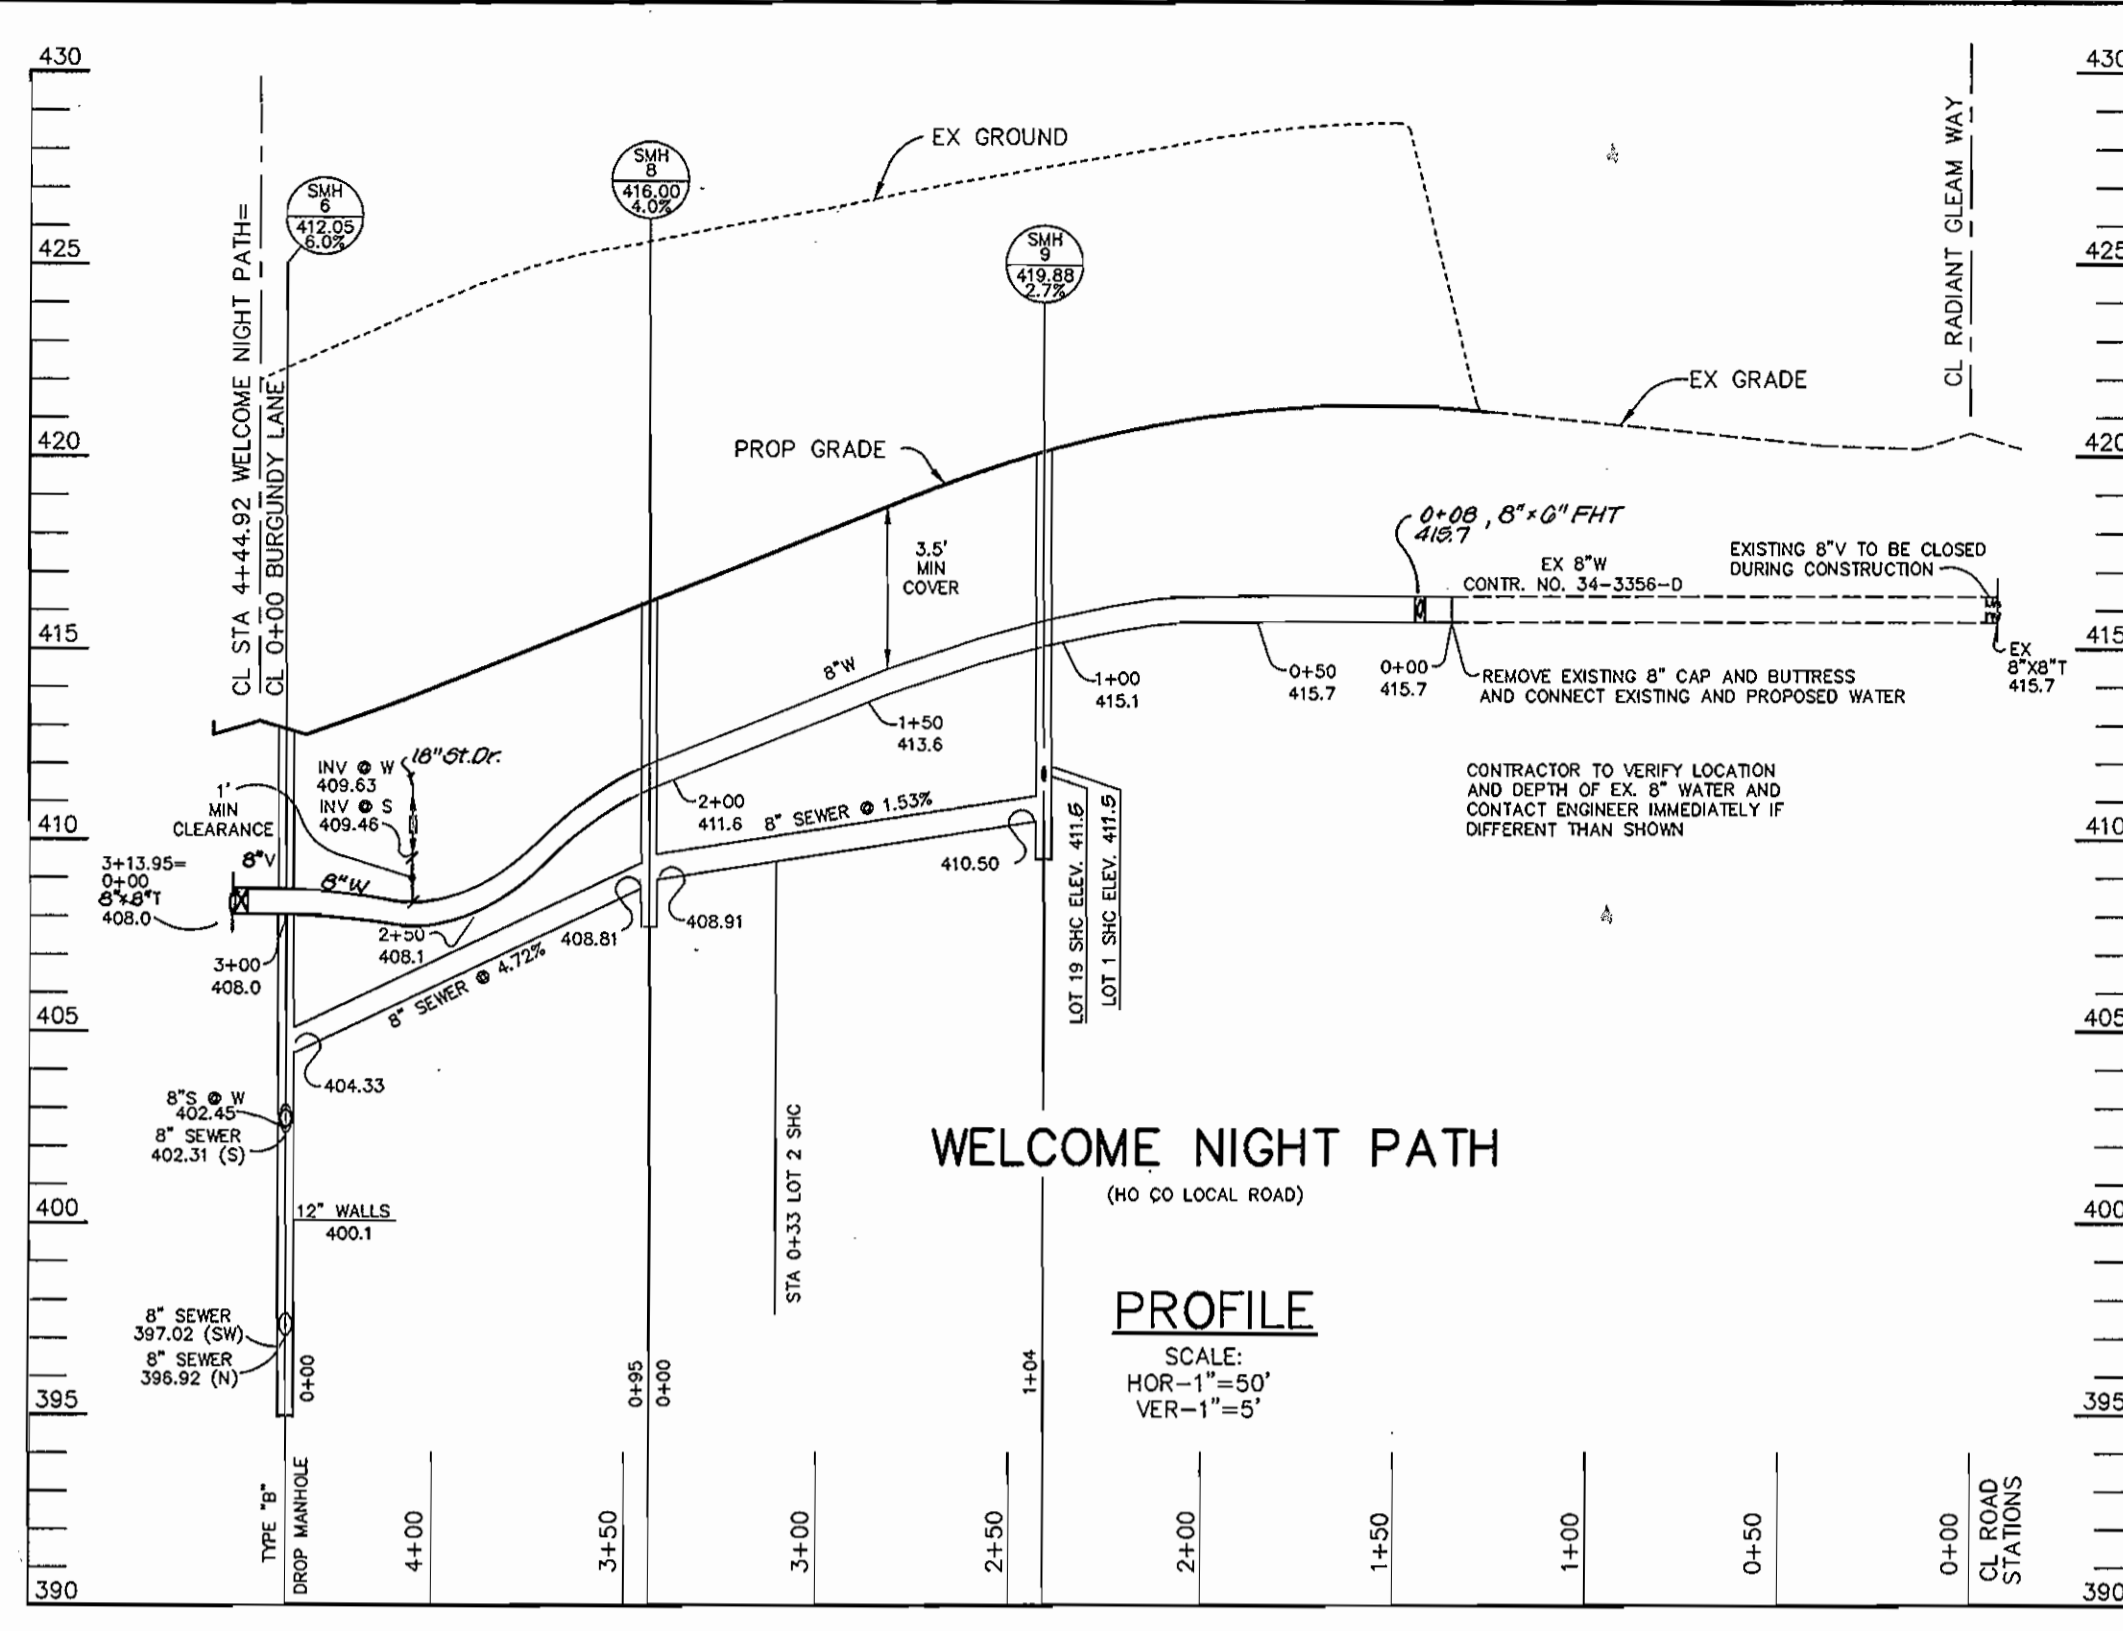 430
425
420
415
410
405
400
395
390
430
425
420
415
410
405
400
395
390
CL STA 4+44.92 WELCOME NIGHT PATH=
CL 0+00 BURGUNDY LANE
SMH
6
412.05
6.0%
SMH
8
416.00
4.0%
SMH
9
419.88
2.7%
EX GROUND
CL RADIANT GLEAM WAY
EX GRADE
PROP GRADE
3.5'
MIN
COVER
0+08, 8"x6" FHT
415.7
EX 8"W
CONTR. NO. 34-3356-D
EXISTING 8"V TO BE CLOSED
DURING CONSTRUCTION
EX
8"X8"T
415.7
8"W
1+00
415.1
0+50
415.7
0+00
415.7
REMOVE EXISTING 8" CAP AND BUTTRESS
AND CONNECT EXISTING AND PROPOSED WATER
1+50
413.6
INV @ W
409.63
18" St.Dr.
INV @ S
409.46
1'
MIN
CLEARANCE
CONTRACTOR TO VERIFY LOCATION
AND DEPTH OF EX. 8" WATER AND
CONTACT ENGINEER IMMEDIATELY IF
DIFFERENT THAN SHOWN
2+00
411.6
8" SEWER @ 1.53%
410.50
3+13.95=
0+00
8"x8"T
408.0
8"V
8"W
2+50
408.1
408.81
408.91
3+00
408.0
8" SEWER @ 4.72%
LOT 19 SHC ELEV. 411.5
LOT 1 SHC ELEV. 411.5
404.33
8"S @ W
402.45
8" SEWER
402.31 (S)
STA 0+33 LOT 2 SHC
WELCOME NIGHT PATH
(HO CO LOCAL ROAD)
12" WALLS
400.1
8" SEWER
397.02 (SW)
8" SEWER
396.92 (N)
0+00
0+95
0+00
1+04
PROFILE
SCALE:
HOR-1"=50'
VER-1"=5'
TYPE "B"
DROP MANHOLE
4+00
3+50
3+00
2+50
2+00
1+50
1+00
0+50
0+00
CL ROAD
STATIONS